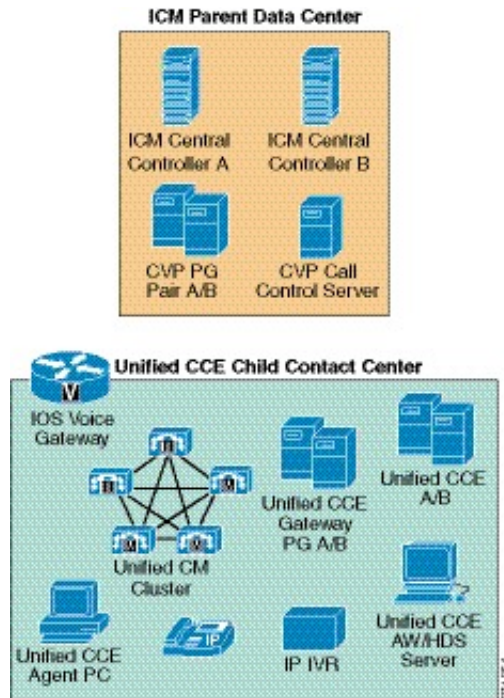 ICM Parent Data Center
ICM Central
Controller A
ICM Central
Controller B
CVP PG
Pair A/B
CVP Call
Control Server
Unified CCE Child Contact Center
V
IOS Voice
Gateway
M
M
M
M
M
Unified CM
Cluster
Unified CCE
Gateway
PG A/B
Unified CCE
A/B
Unified CCE
Agent PC
IP
IP IVR
Unified CCE
AW/HDS
Server